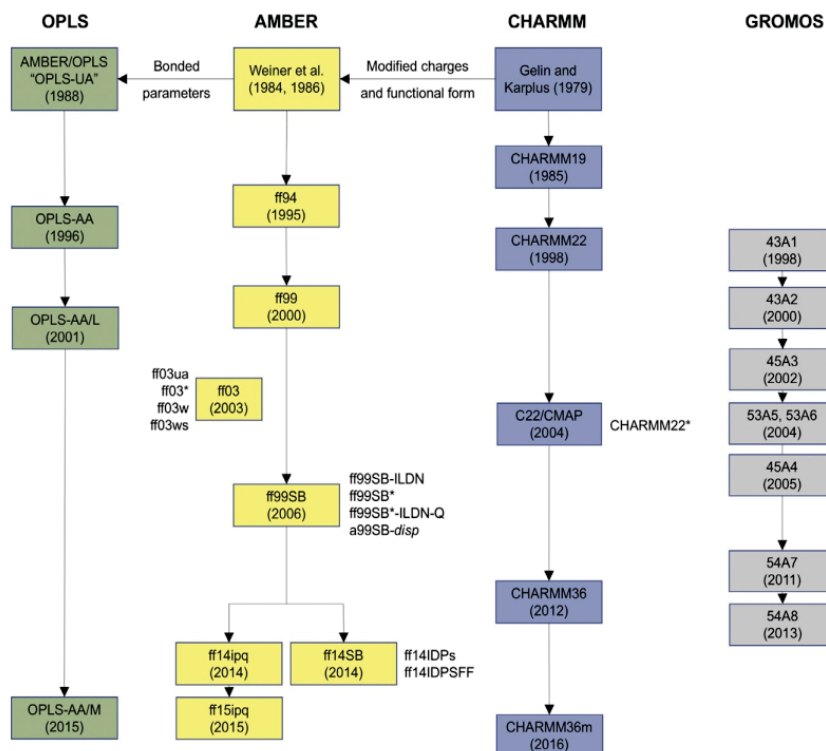 OPLS
AMBER
CHARMM
GROMOS
AMBER/OPLS
"OPLS-UA"
(1988)
Bonded
parameters
Weiner et al.
(1984, 1986)
Modified charges
and functional form
Gelin and
Karplus (1979)
CHARMM19
(1985)
ff94
(1995)
OPLS-AA
(1996)
CHARMM22
(1998)
43A1
(1998)
ff99
(2000)
43A2
(2000)
OPLS-AA/L
(2001)
45A3
(2002)
ff03ua
ff03*
ff03w
ff03ws
ff03
(2003)
C22/CMAP
(2004)
CHARMM22*
53A5, 53A6
(2004)
45A4
(2005)
ff99SB
(2006)
ff99SB-ILDN
ff99SB*
ff99SB*-ILDN-Q
a99SB-disp
54A7
(2011)
CHARMM36
(2012)
54A8
(2013)
ff14ipq
(2014)
ff14SB
(2014)
ff14IDPs
ff14IDPSFF
OPLS-AA/M
(2015)
ff15ipq
(2015)
CHARMM36m
(2016)